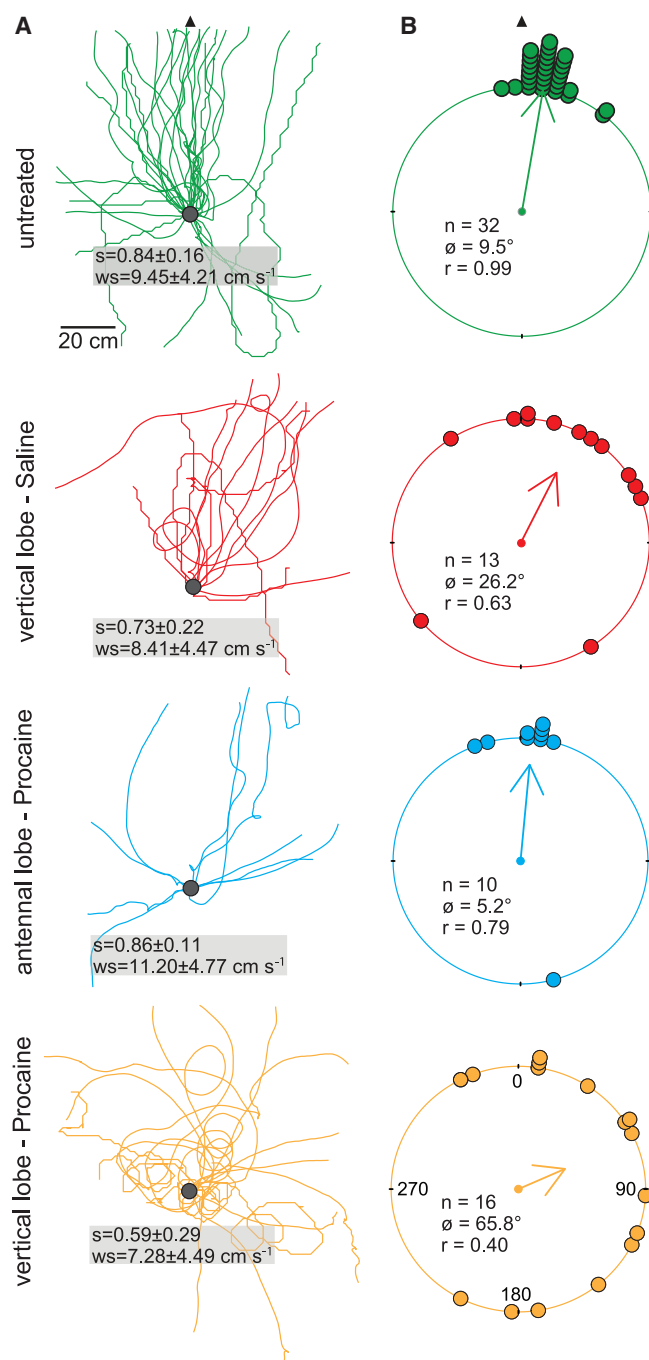 A
B
untreated
s=0.84±0.16
ws=9.45±4.21 cm s⁻¹
20 cm
n = 32
ø = 9.5°
r = 0.99
vertical lobe - Saline
s=0.73±0.22
ws=8.41±4.47 cm s⁻¹
n = 13
ø = 26.2°
r = 0.63
antennal lobe - Procaine
s=0.86±0.11
ws=11.20±4.77 cm s⁻¹
n = 10
ø = 5.2°
r = 0.79
vertical lobe - Procaine
s=0.59±0.29
ws=7.28±4.49 cm s⁻¹
0
270
90
n = 16
ø = 65.8°
r = 0.40
180